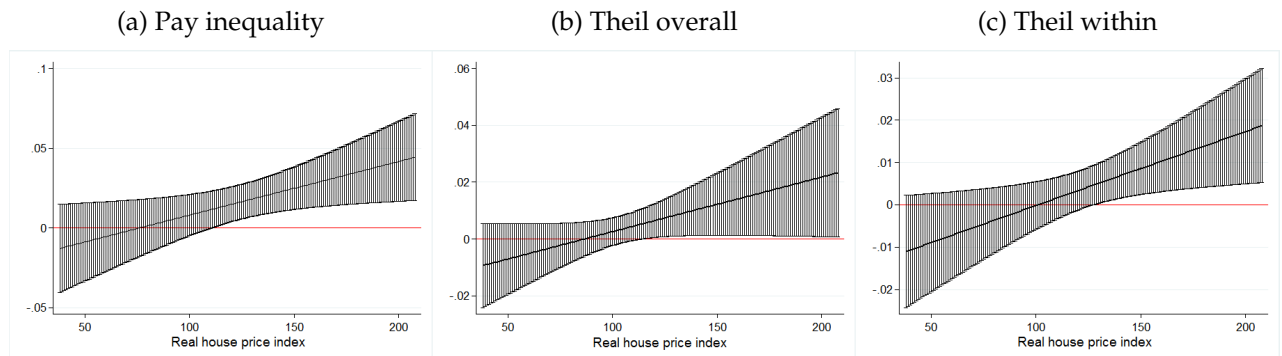 (a) Pay inequality
.1
.05
0
-.05
50 100 150 200
Real house price index
(b) Theil overall
.06
.04
.02
0
-.02
50 100 150 200
Real house price index
(c) Theil within
.03
.02
.01
0
-.01
-.02
50 100 150 200
Real house price index